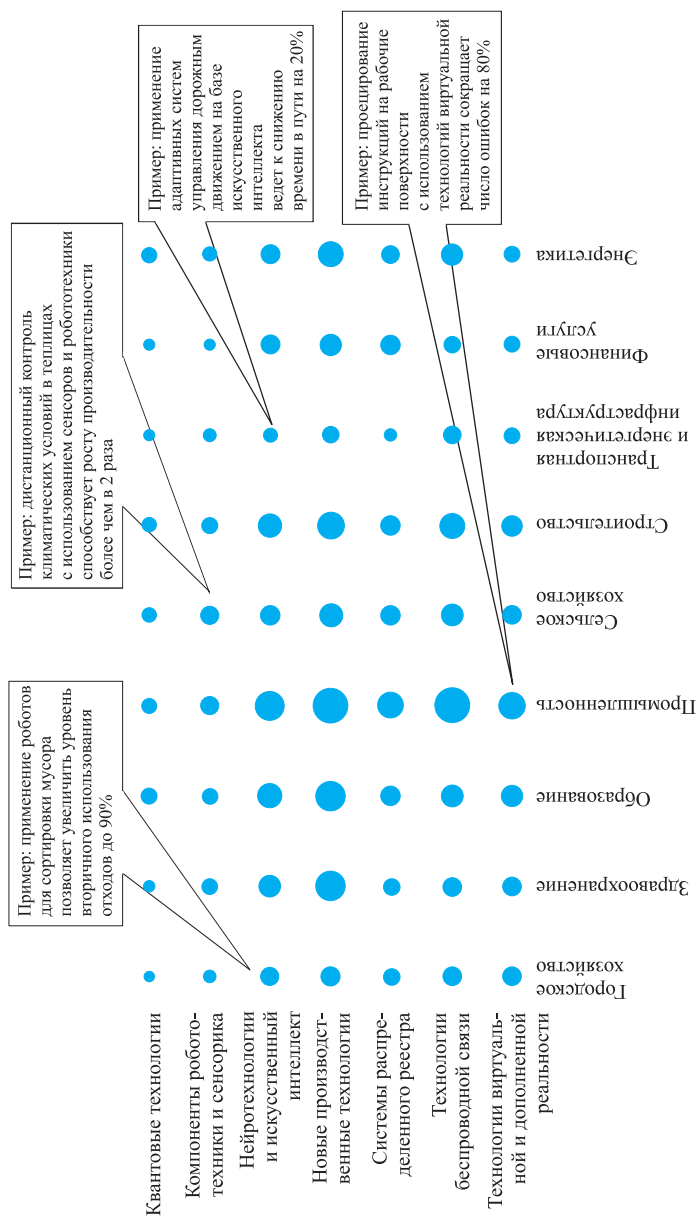 Пример: применение роботов
для сортировки мусора
позволяет увеличить уровень
вторичного использования
отходов до 90%
Пример: дистанционный контроль
климатических условий в теплицах
с использованием сенсоров и робототехники
способствует росту производительности
более чем в 2 раза
Пример: применение
адаптивных систем
управления дорожным
движением на базе
искусственного
интеллекта
ведет к снижению
времени в пути на 20%
Пример: проецирование
инструкций на рабочие
поверхности
с использованием
технологий виртуальной
реальности сокращает
число ошибок на 80%
Квантовые технологии
Компоненты робото-
техники и сенсорика
Нейротехнологии
и искусственный
интеллект
Новые производст-
венные технологии
Системы распре-
деленного реестра
Технологии
беспроводной связи
Технологии виртуаль-
ной и дополненной
реальности
Городское
хозяйство
Здравоохранение
Образование
Промышленность
Сельское
хозяйство
Строительство
Транспортная
и энергетическая
инфраструктура
Финансовые
услуги
Энергетика